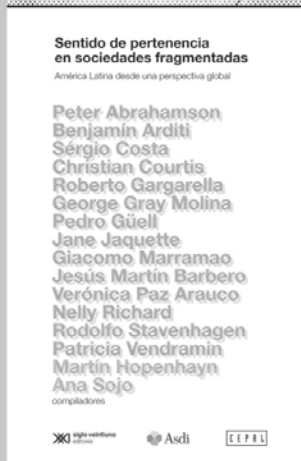 Sentido de pertenencia
en sociedades fragmentadas
América Latina desde una perspectiva global
Peter Abrahamson
Benjamín Arditi
Sérgio Costa
Christian Courtis
Roberto Gargarella
George Gray Molina
Pedro Güell
Jane Jaquette
Giacomo Marramao
Jesús Martín Barbero
Verónica Paz Arauco
Nelly Richard
Rodolfo Stavenhagen
Patricia Vendramin
Martín Hopenhayn
Ana Sojo
compiladores
siglo veintiuno
editores
Asdi
CEPAL